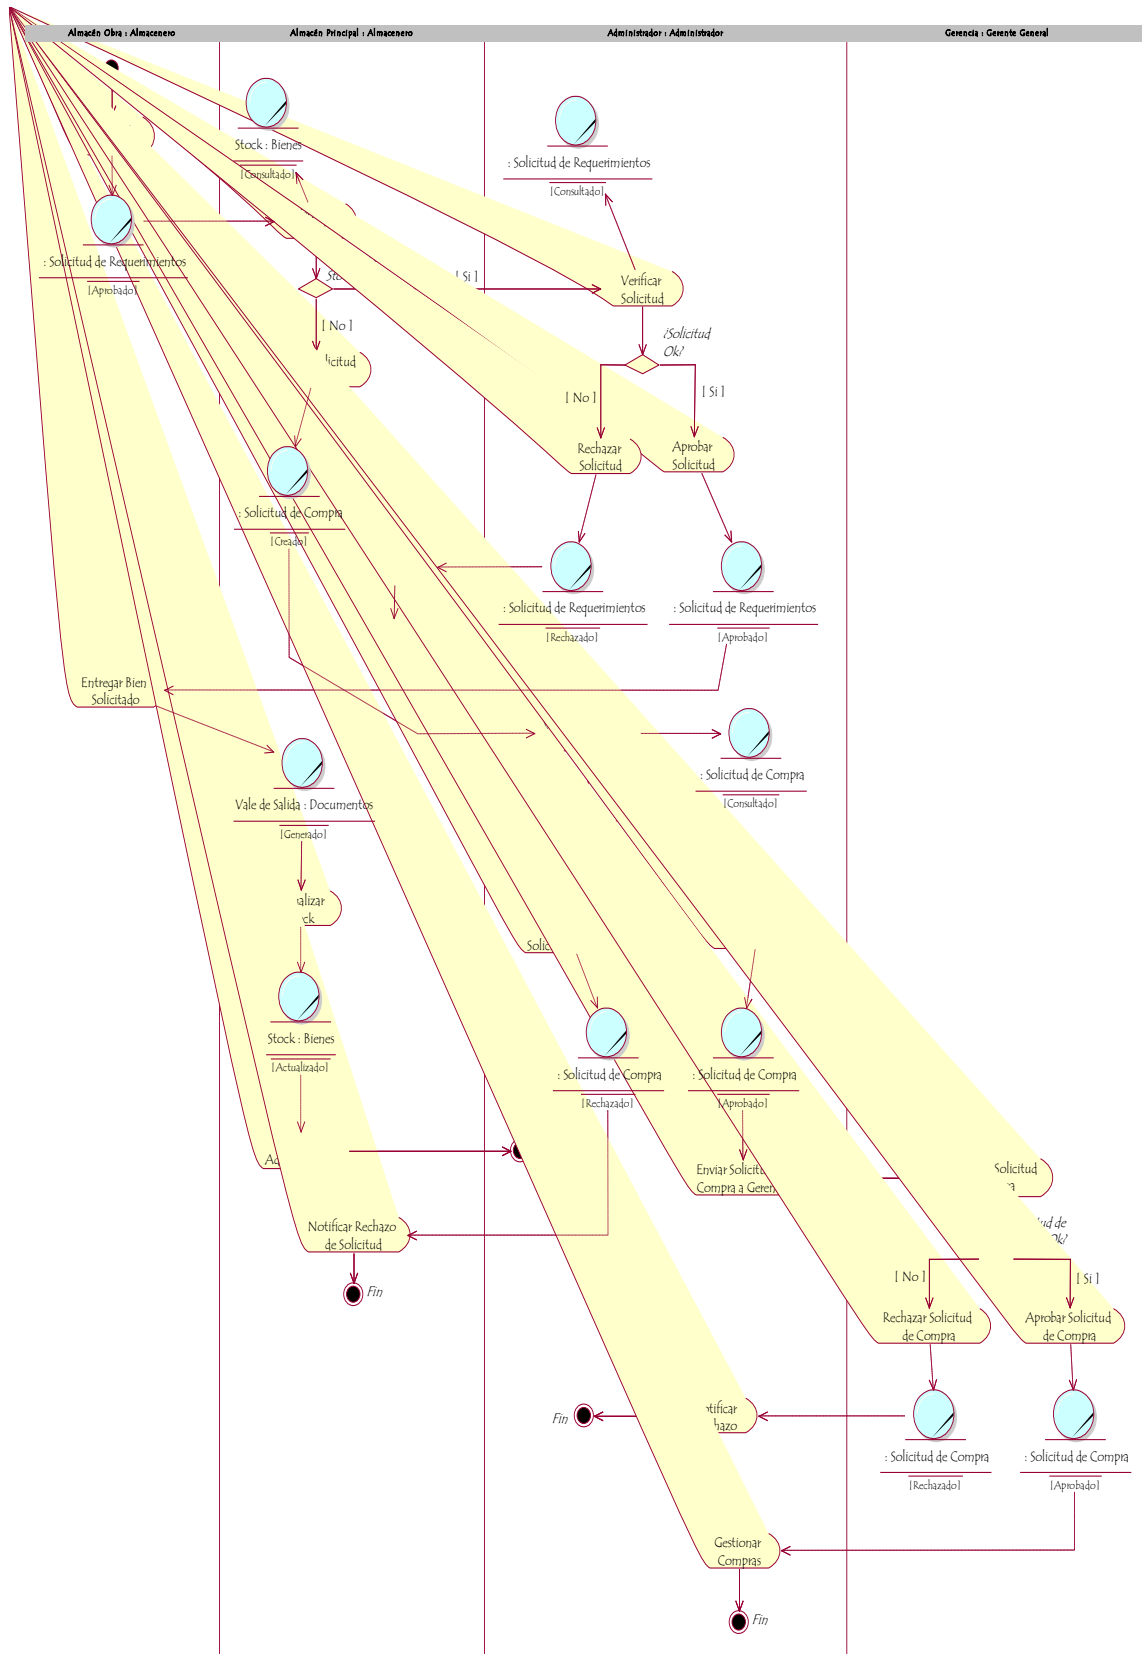 Almacén Obra : Almacenero
Almacén Principal : Almacenero
Administrador : Administrador
Gerencia : Gerente General
Stock : Bienes
[Consultado]
: Solicitud de Requerimientos
[Consultado]
: Solicitud de Requerimientos
[Aprobado]
[ Si ]
Verificar
Solicitud
[ No ]
¿Solicitud
Ok?
[ No ]
[ Si ]
Rechazar
Solicitud
Aprobar
Solicitud
: Solicitud de Compra
[Creado]
: Solicitud de Requerimientos
[Rechazado]
: Solicitud de Requerimientos
[Aprobado]
Entregar Bien
Solicitado
: Solicitud de Compra
[Consultado]
Vale de Salida : Documentos
[Generado]
Stock : Bienes
[Actualizado]
: Solicitud de Compra
[Rechazado]
: Solicitud de Compra
[Aprobado]
Enviar
Compra a
Solicitud
Notificar Rechazo
de Solicitud
Fin
[ No ]
[ Si ]
Rechazar Solicitud
de Compra
Aprobar Solicitud
de Compra
Fin
: Solicitud de Compra
[Rechazado]
: Solicitud de Compra
[Aprobado]
Gestionar
Compras
Fin